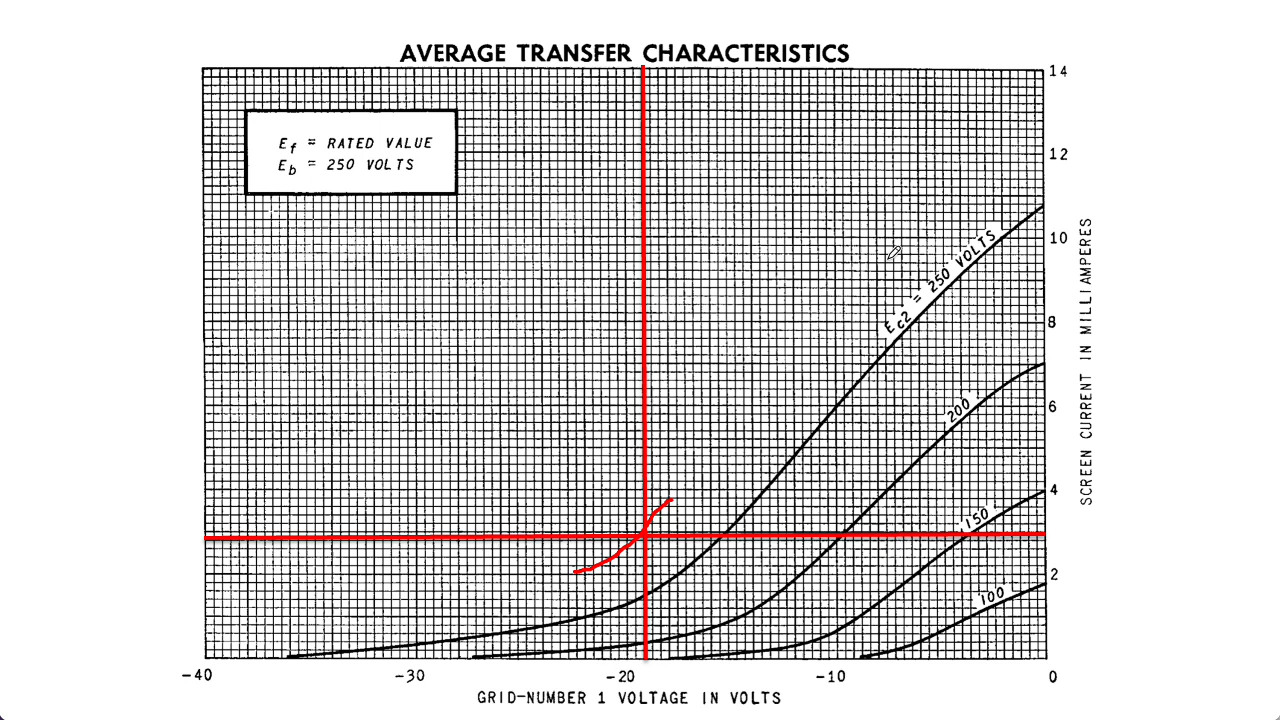 AVERAGE TRANSFER CHARACTERISTICS
14
Ef = RATED VALUE
Eb = 250 VOLTS
12
10
Ec2 = 250 VOLTS
8
6
200
4
150
2
100
SCREEN CURRENT IN MILLIAMPERES
-40 -30 -20 -10 0
GRID-NUMBER 1 VOLTAGE IN VOLTS